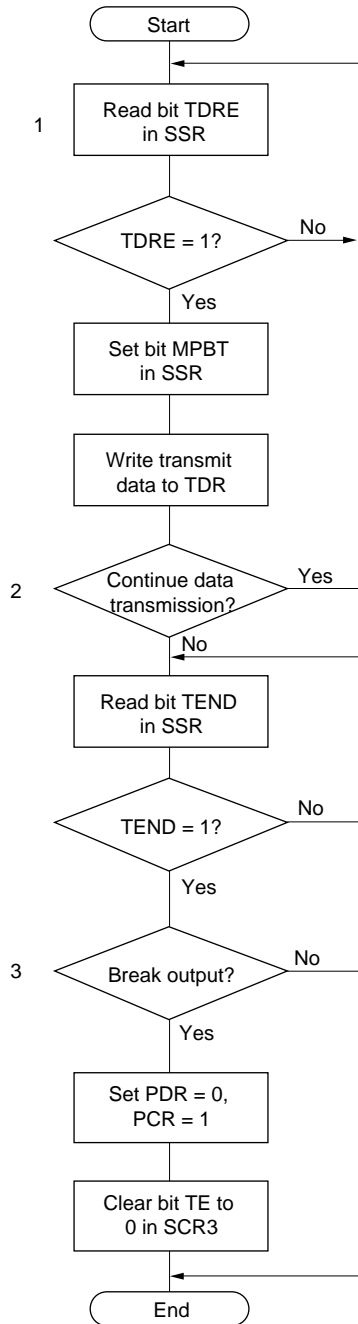 Start
1
Read bit TDRE
in SSR
TDRE = 1?
No
Yes
Set bit MPBT
in SSR
Write transmit
data to TDR
2
Continue data
transmission?
Yes
No
Read bit TEND
in SSR
TEND = 1?
No
Yes
3
Break output?
No
Yes
Set PDR = 0,
PCR = 1
Clear bit TE to
0 in SCR3
End